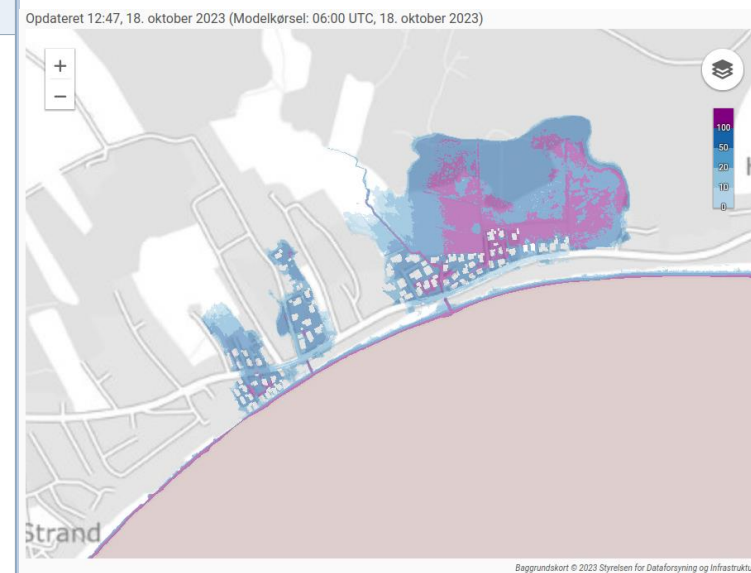 Opdateret 12:47, 18. oktober 2023 (Modelkørsel: 06:00 UTC, 18. oktober 2023)
+
−
100
50
20
10
0
Strand
Baggrundskort © 2023 Styrelsen for Dataforsyning og Infrastruktu